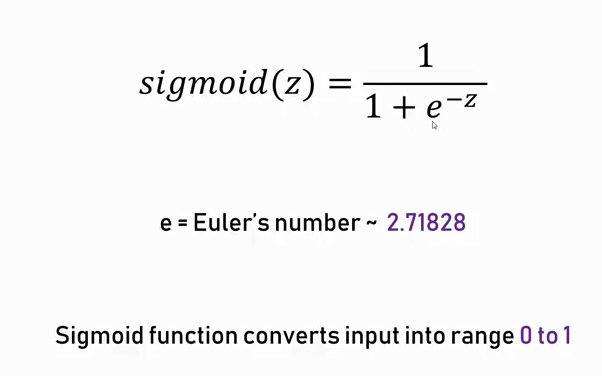 sigmoid(z) = 1 / (1 + e^{-z})
e = Euler's number ~ 2.71828
Sigmoid function converts input into range 0 to 1